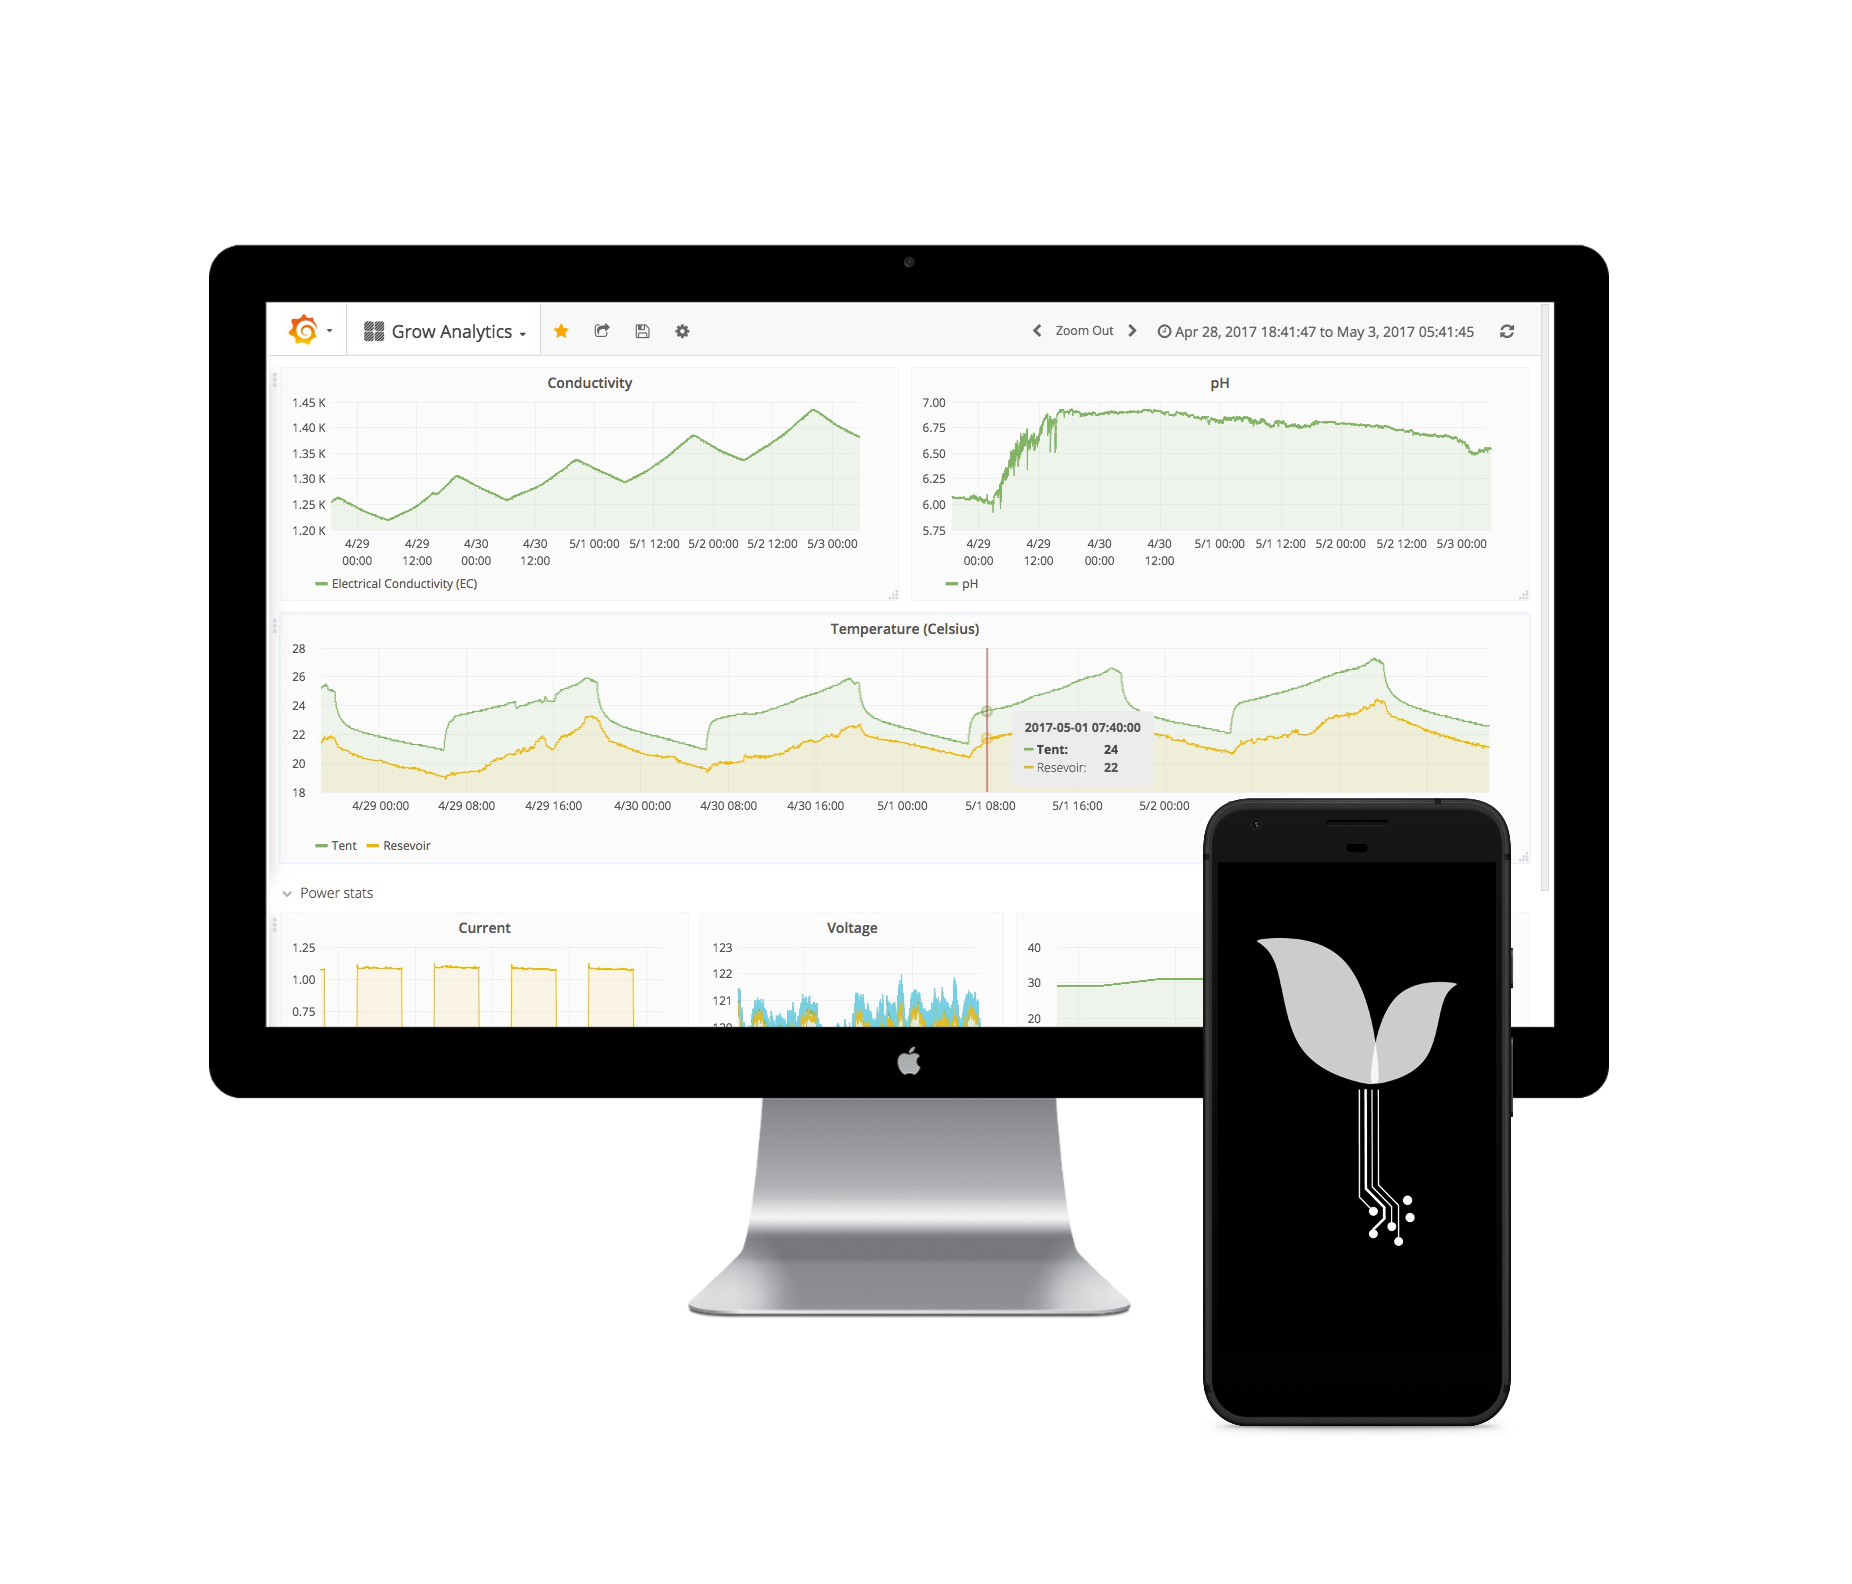 Grow Analytics
Zoom Out
Apr 28, 2017 18:41:47 to May 3, 2017 05:41:45
Conductivity
1.45 K
1.40 K
1.35 K
1.30 K
1.25 K
1.20 K
4/29 4/29 4/30 4/30 5/1 00:00 5/1 12:00 5/2 00:00 5/2 12:00 5/3 00:00
00:00 12:00 00:00 12:00
Electrical Conductivity (EC)
pH
7.00
6.75
6.50
6.25
6.00
5.75
4/29 4/29 4/30 4/30 5/1 00:00 5/1 12:00 5/2 00:00 5/2 12:00 5/3 00:00
00:00 12:00 00:00 12:00
pH
Temperature (Celsius)
28
26
24
22
20
18
2017-05-01 07:40:00
Tent: 24
Resevoir: 22
4/29 00:00 4/29 08:00 4/29 16:00 4/30 00:00 4/30 08:00 4/30 16:00 5/1 00:00 5/1 08:00 5/1 16:00 5/2 00:00
Tent Resevoir
Power stats
Current
1.25
1.00
0.75
Voltage
123
122
121
120
40
30
20